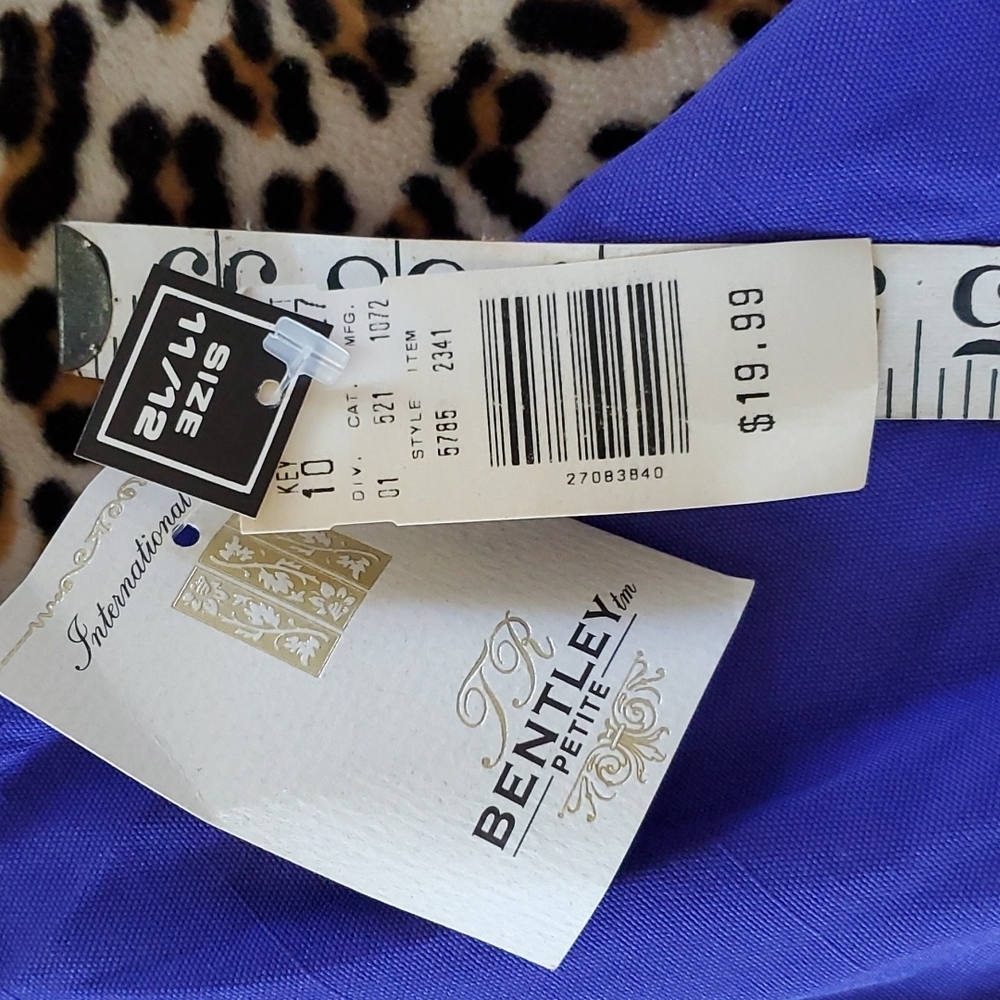 SIZE
11/12
KEY
10
DIV. CAT. MFG.
01 521 1072
STYLE ITEM
5785 2341
27083840
$19.99
International
TR
BENTLEY tm
PETITE